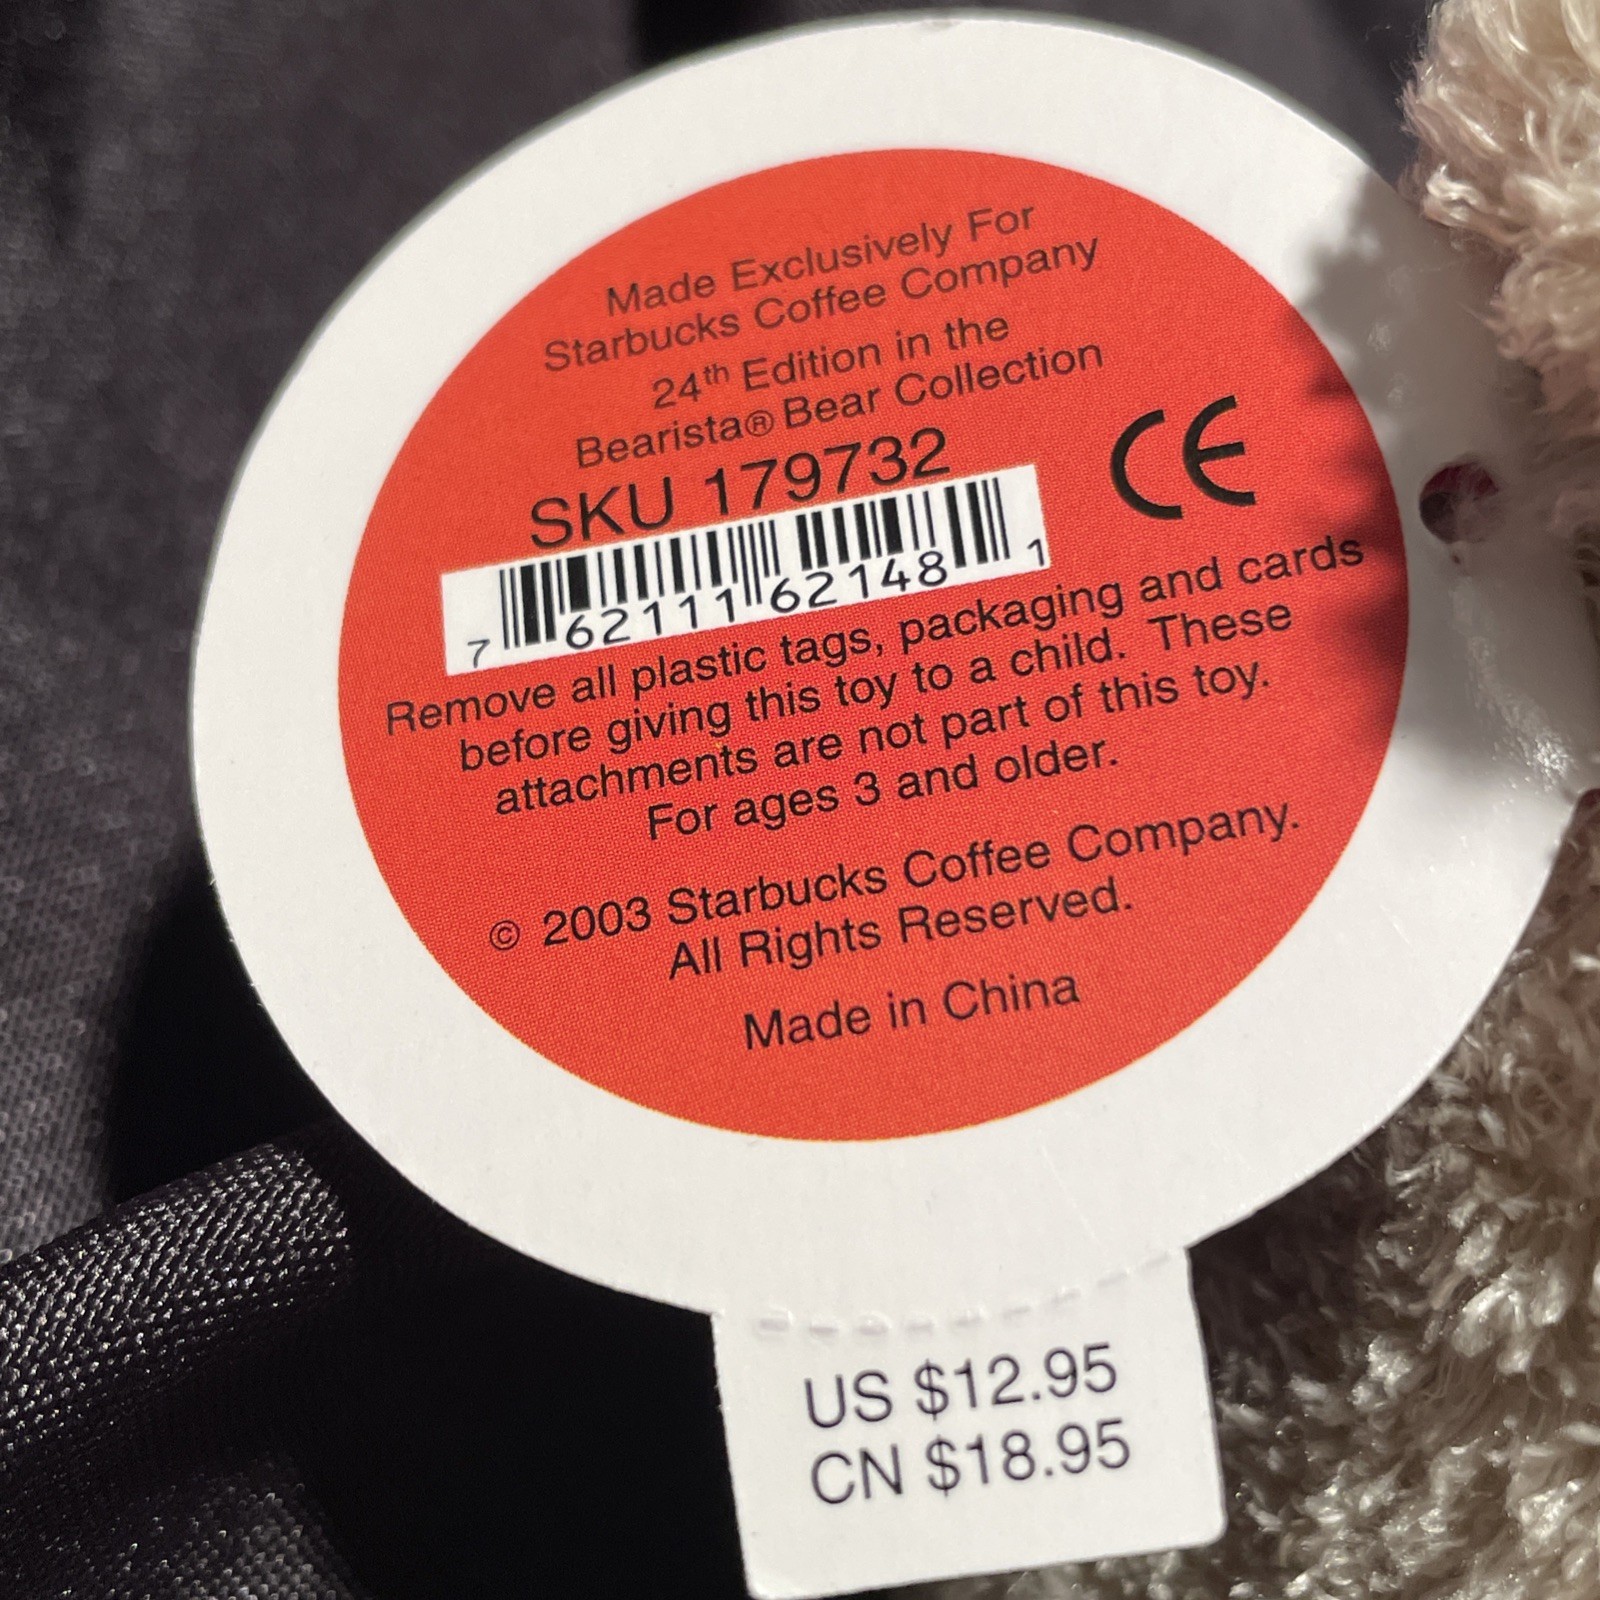 Made Exclusively For
Starbucks Coffee Company
24th Edition in the
Bearista® Bear Collection
SKU 179732
CE
7 62111 62148 1
Remove all plastic tags, packaging and cards
before giving this toy to a child. These
attachments are not part of this toy.
For ages 3 and older.
© 2003 Starbucks Coffee Company.
All Rights Reserved.
Made in China
US $12.95
CN $18.95